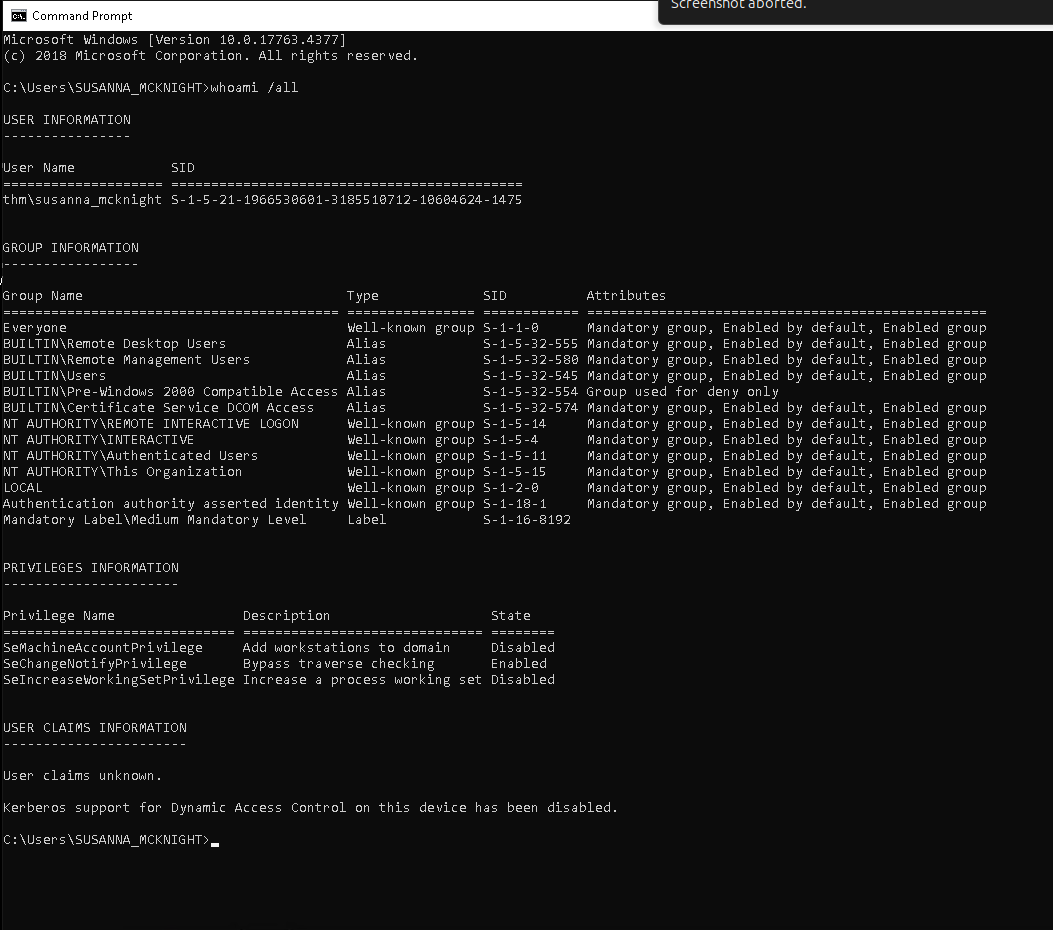 Screenshot aborted.
Command Prompt
Microsoft Windows [Version 10.0.17763.4377]
(c) 2018 Microsoft Corporation. All rights reserved.
C:\Users\SUSANNA_MCKNIGHT>whoami /all
USER INFORMATION
----------------
User Name            SID
==================== ============================================
thm\susanna_mcknight S-1-5-21-1966530601-3185510712-10604624-1475
GROUP INFORMATION
-----------------
Group Name                                 Type             SID          Attributes
========================================== ================ ============ ==================================================
Everyone                                   Well-known group S-1-1-0      Mandatory group, Enabled by default, Enabled group
BUILTIN\Remote Desktop Users               Alias            S-1-5-32-555 Mandatory group, Enabled by default, Enabled group
BUILTIN\Remote Management Users            Alias            S-1-5-32-580 Mandatory group, Enabled by default, Enabled group
BUILTIN\Users                              Alias            S-1-5-32-545 Mandatory group, Enabled by default, Enabled group
BUILTIN\Pre-Windows 2000 Compatible Access Alias            S-1-5-32-554 Group used for deny only
BUILTIN\Certificate Service DCOM Access    Alias            S-1-5-32-574 Mandatory group, Enabled by default, Enabled group
NT AUTHORITY\REMOTE INTERACTIVE LOGON      Well-known group S-1-5-14     Mandatory group, Enabled by default, Enabled group
NT AUTHORITY\INTERACTIVE                   Well-known group S-1-5-4      Mandatory group, Enabled by default, Enabled group
NT AUTHORITY\Authenticated Users           Well-known group S-1-5-11     Mandatory group, Enabled by default, Enabled group
NT AUTHORITY\This Organization             Well-known group S-1-5-15     Mandatory group, Enabled by default, Enabled group
LOCAL                                      Well-known group S-1-2-0      Mandatory group, Enabled by default, Enabled group
Authentication authority asserted identity Well-known group S-1-18-1     Mandatory group, Enabled by default, Enabled group
Mandatory Label\Medium Mandatory Level     Label            S-1-16-8192
PRIVILEGES INFORMATION
----------------------
Privilege Name                Description                    State
============================= ============================== ========
SeMachineAccountPrivilege     Add workstations to domain     Disabled
SeChangeNotifyPrivilege       Bypass traverse checking       Enabled
SeIncreaseWorkingSetPrivilege Increase a process working set Disabled
USER CLAIMS INFORMATION
-----------------------
User claims unknown.
Kerberos support for Dynamic Access Control on this device has been disabled.
C:\Users\SUSANNA_MCKNIGHT>